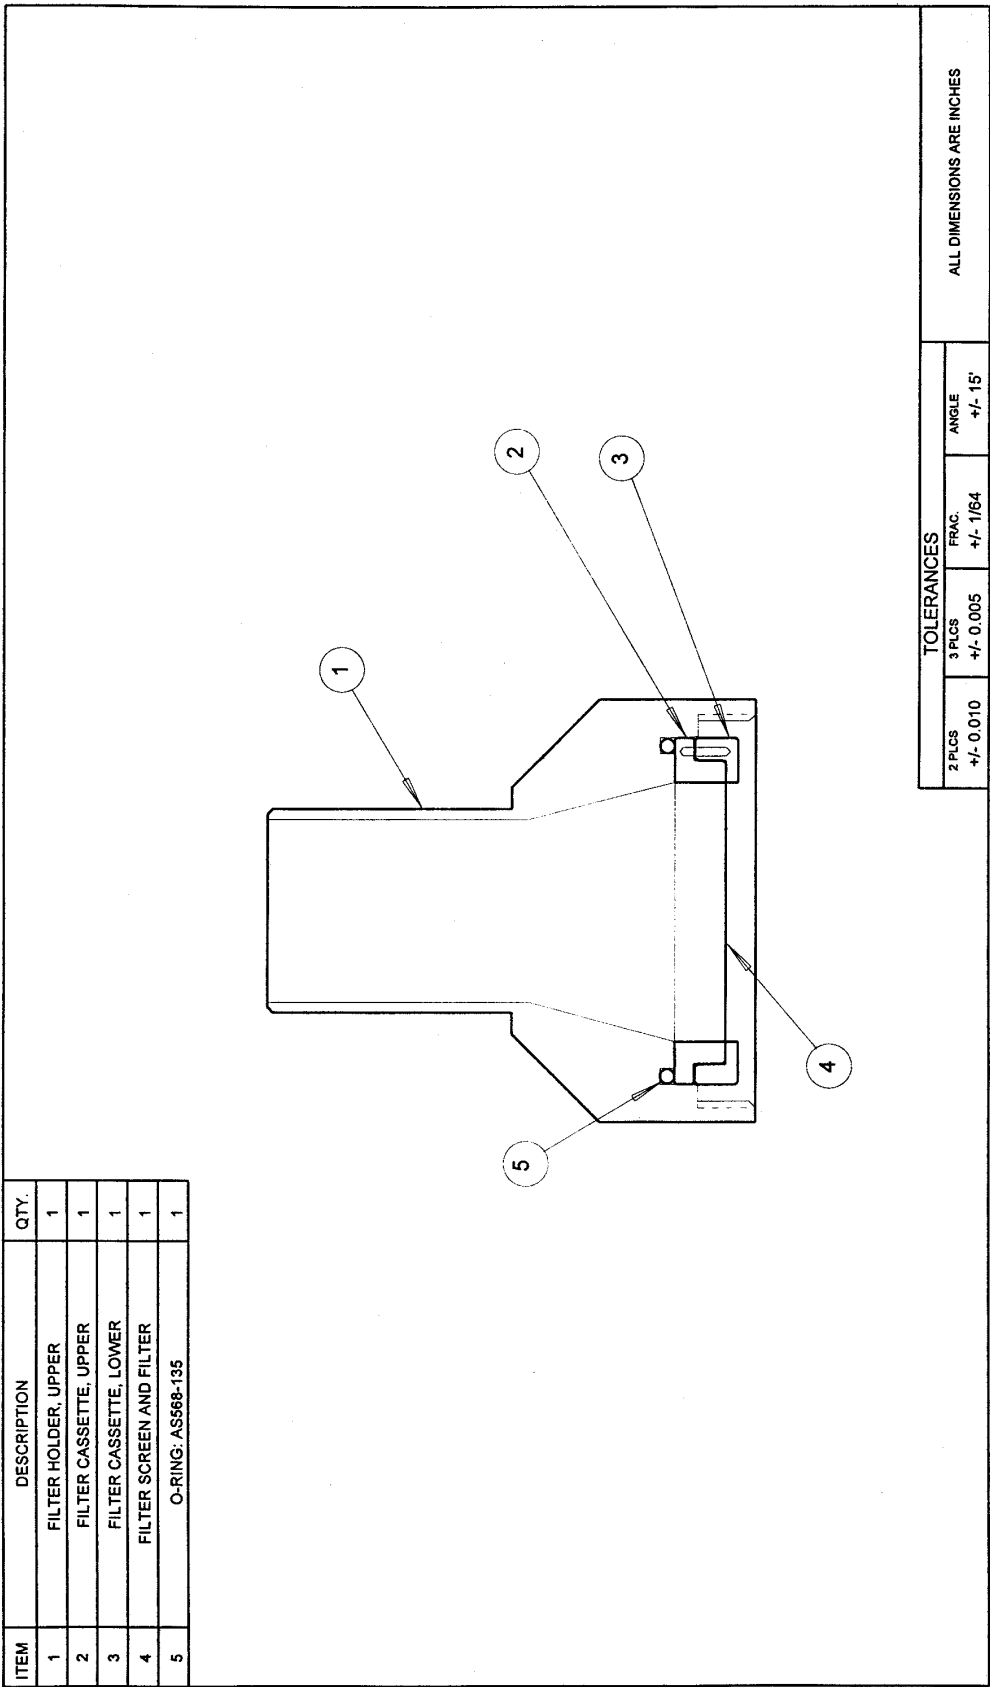 ITEM DESCRIPTION QTY.
1 FILTER HOLDER, UPPER 1
2 FILTER CASSETTE, UPPER 1
3 FILTER CASSETTE, LOWER 1
4 FILTER SCREEN AND FILTER 1
5 O-RING: AS568-135 1
1
2
3
4
5
TOLERANCES
2 PLCS 3 PLCS FRAC. ANGLE
+/- 0.010 +/- 0.005 +/- 1/64 +/- 15'
ALL DIMENSIONS ARE INCHES